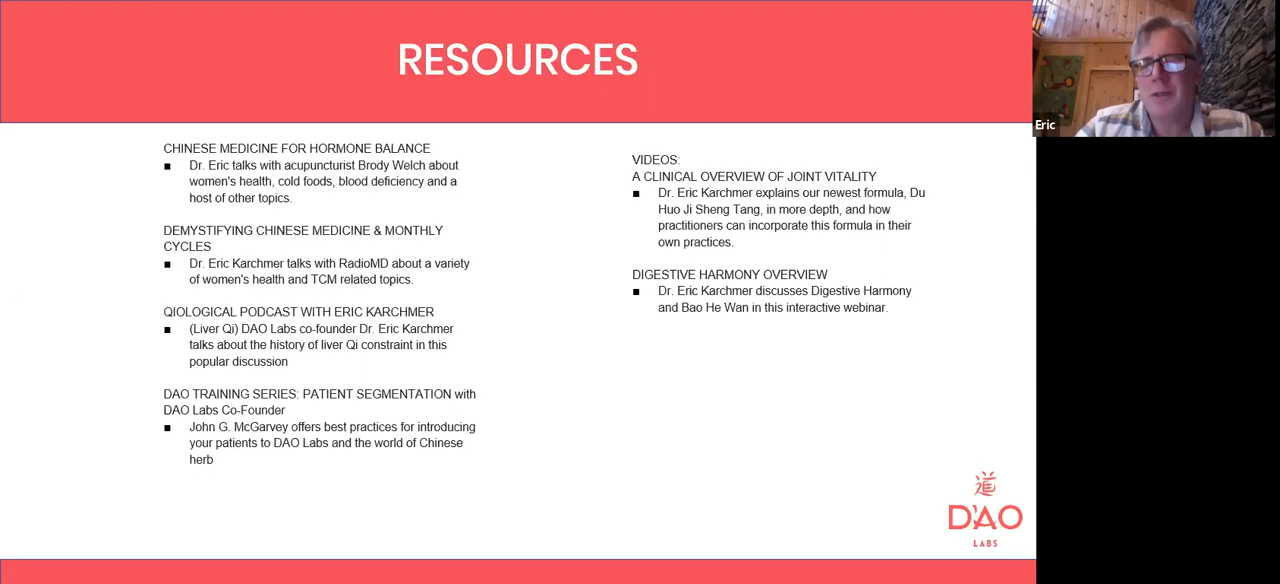 RESOURCES
CHINESE MEDICINE FOR HORMONE BALANCE
■ Dr. Eric talks with acupuncturist Brody Welch about
women's health, cold foods, blood deficiency and a
host of other topics.
DEMYSTIFYING CHINESE MEDICINE & MONTHLY
CYCLES
■ Dr. Eric Karchmer talks with RadioMD about a variety
of women's health and TCM related topics.
QIOLOGICAL PODCAST WITH ERIC KARCHMER
■ (Liver Qi) DAO Labs co-founder Dr. Eric Karchmer
talks about the history of liver Qi constraint in this
popular discussion
DAO TRAINING SERIES: PATIENT SEGMENTATION with
DAO Labs Co-Founder
■ John G. McGarvey offers best practices for introducing
your patients to DAO Labs and the world of Chinese
herb
VIDEOS:
A CLINICAL OVERVIEW OF JOINT VITALITY
■ Dr. Eric Karchmer explains our newest formula, Du
Huo Ji Sheng Tang, in more depth, and how
practitioners can incorporate this formula in their
own practices.
DIGESTIVE HARMONY OVERVIEW
■ Dr. Eric Karchmer discusses Digestive Harmony
and Bao He Wan in this interactive webinar.
Eric
道
DAO
LABS